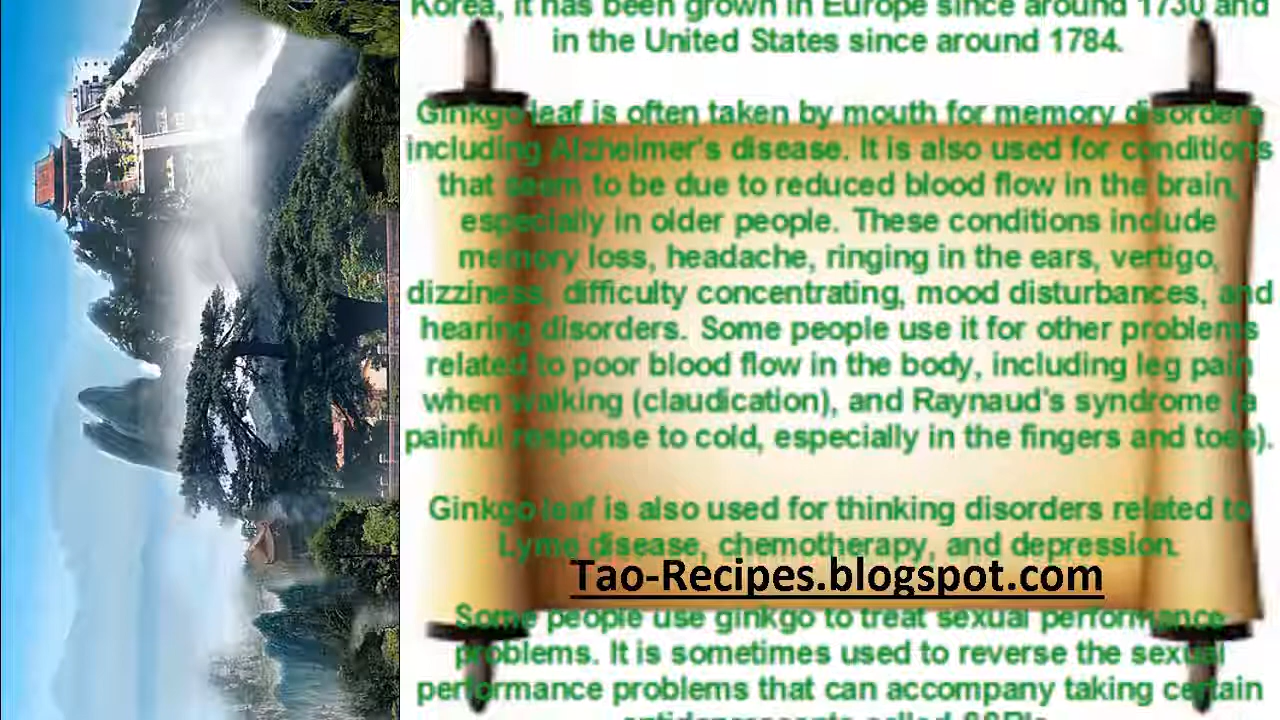 Korea, it has been grown in Europe since around 1730 and
in the United States since around 1784.
Ginkgo leaf is often taken by mouth for memory disorders
including Alzheimer's disease. It is also used for conditions
that seem to be due to reduced blood flow in the brain,
especially in older people. These conditions include
memory loss, headache, ringing in the ears, vertigo,
dizziness, difficulty concentrating, mood disturbances, and
hearing disorders. Some people use it for other problems
related to poor blood flow in the body, including leg pain
when walking (claudication), and Raynaud's syndrome (a
painful response to cold, especially in the fingers and toes).
Ginkgo leaf is also used for thinking disorders related to
Lyme disease, chemotherapy, and depression.
Tao-Recipes.blogspot.com
Some people use ginkgo to treat sexual performance
problems. It is sometimes used to reverse the sexual
performance problems that can accompany taking certain
antidepressants called SSRIs